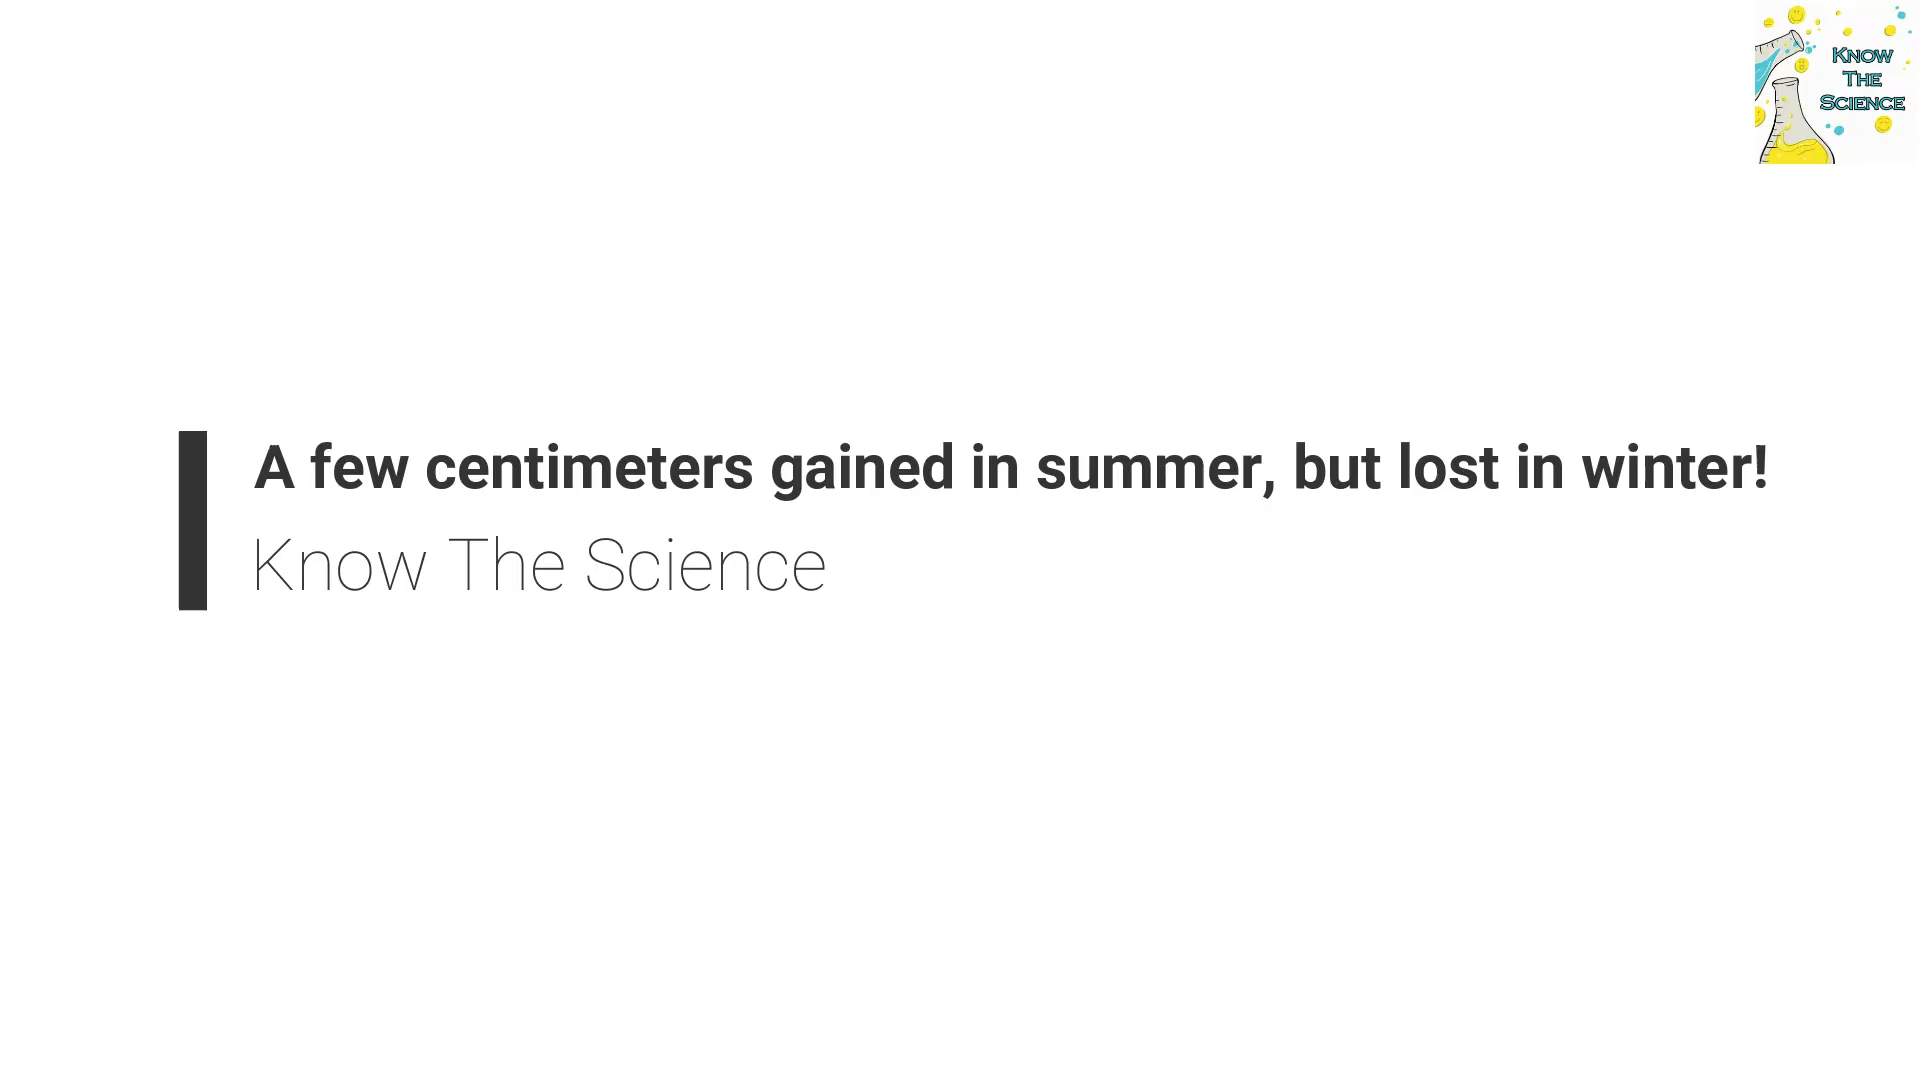 Know
The
Science
A few centimeters gained in summer, but lost in winter!
Know The Science